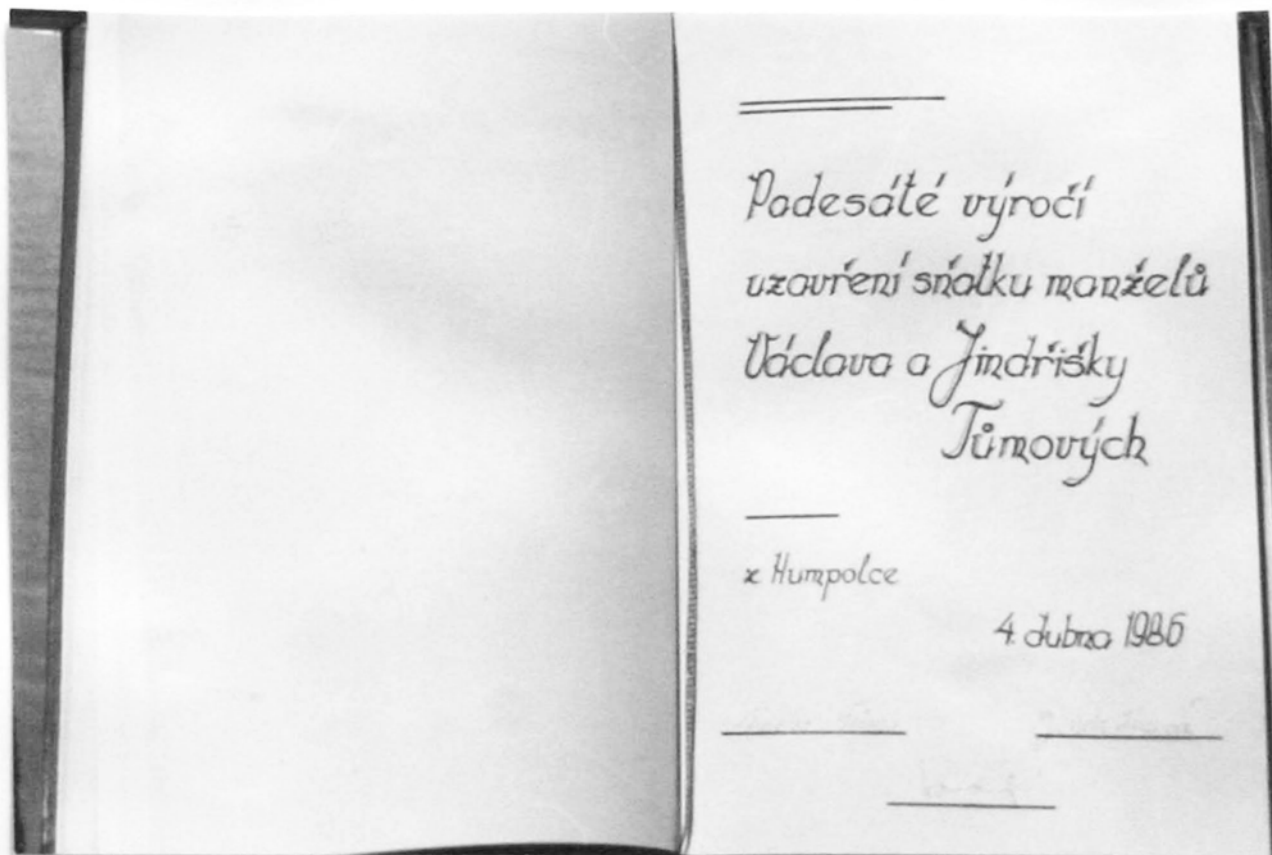 Padesáté výročí
uzavření sňatku manželů
Václava a Jindřišky
Tůmových
z Humpolce
4. dubna 1986